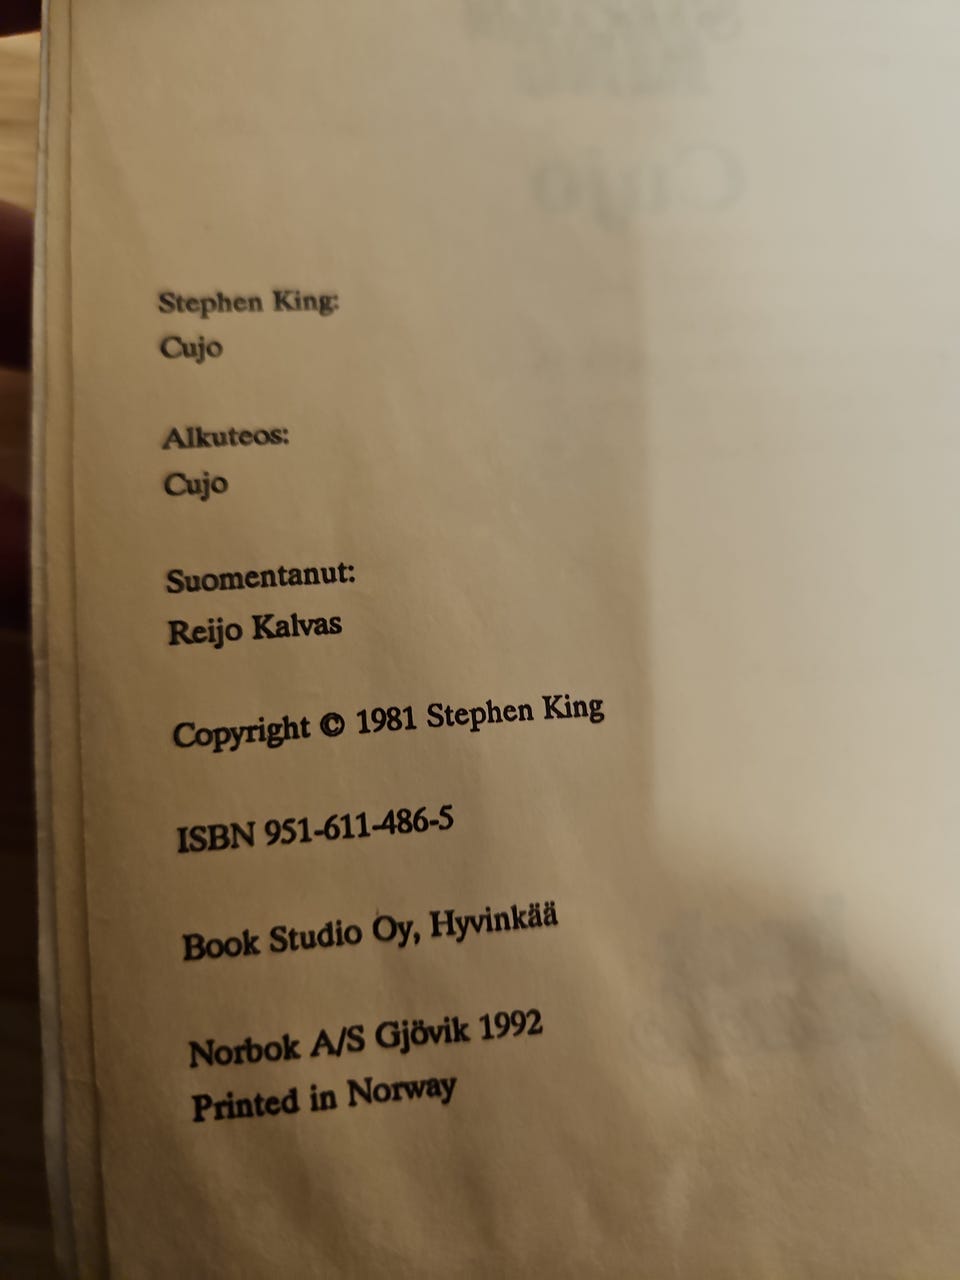 Stephen King:
Cujo
Alkuteos:
Cujo
Suomentanut:
Reijo Kalvas
Copyright © 1981 Stephen King
ISBN 951-611-486-5
Book Studio Oy, Hyvinkää
Norbok A/S Gjövik 1992
Printed in Norway